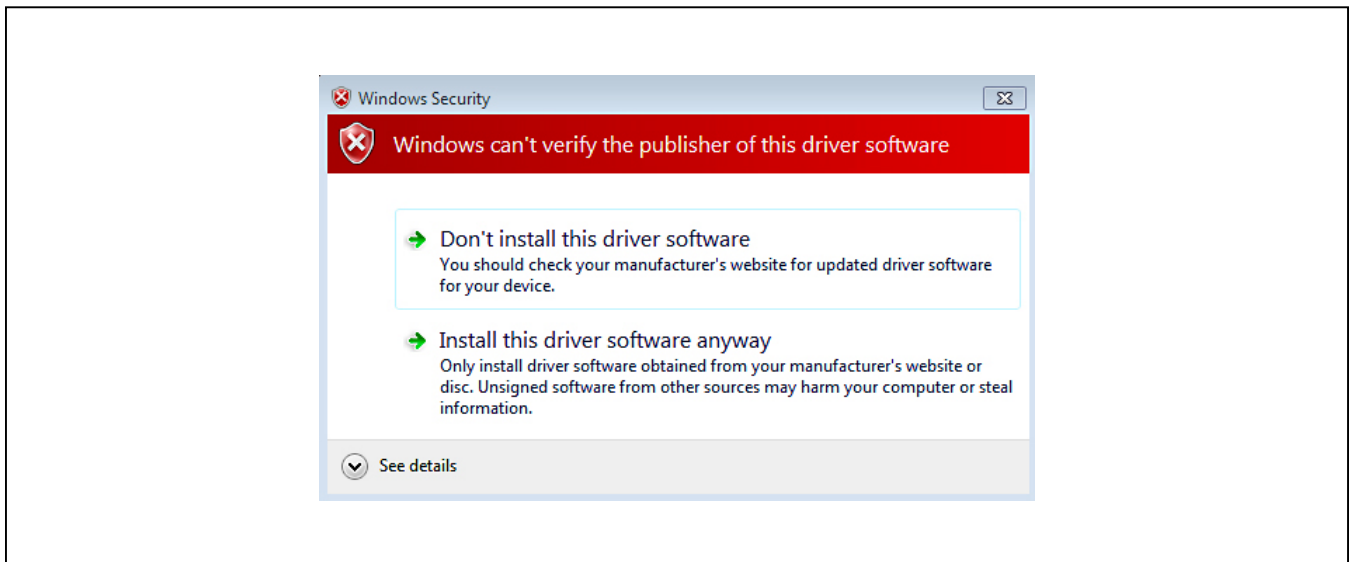 Windows Security
Windows can't verify the publisher of this driver software
Don't install this driver software
You should check your manufacturer's website for updated driver software
for your device.
Install this driver software anyway
Only install driver software obtained from your manufacturer's website or
disc. Unsigned software from other sources may harm your computer or steal
information.
See details